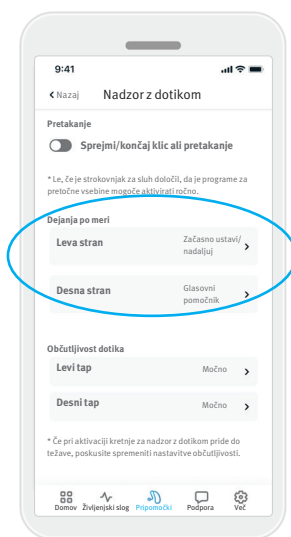 9:41
Nazaj Nadzor z dotikom
Pretakanje
Sprejmi/končaj klic ali pretakanje
* Le, če je strokovnjak za sluh določil, da je programe za
pretočne vsebine mogoče aktivirati ročno.
Dejanja po meri
Leva stran Začasno ustavi/
nadaljuj
Desna stran Glasovni
pomočnik
Občutljivost dotika
Levi tap Močno
Desni tap Močno
* Če pri aktivaciji kretnje za nadzor z dotikom pride do
težave, poskusite spremeniti nastavitve občutljivosti.
Domov Življenjski slog Pripomočki Podpora Več